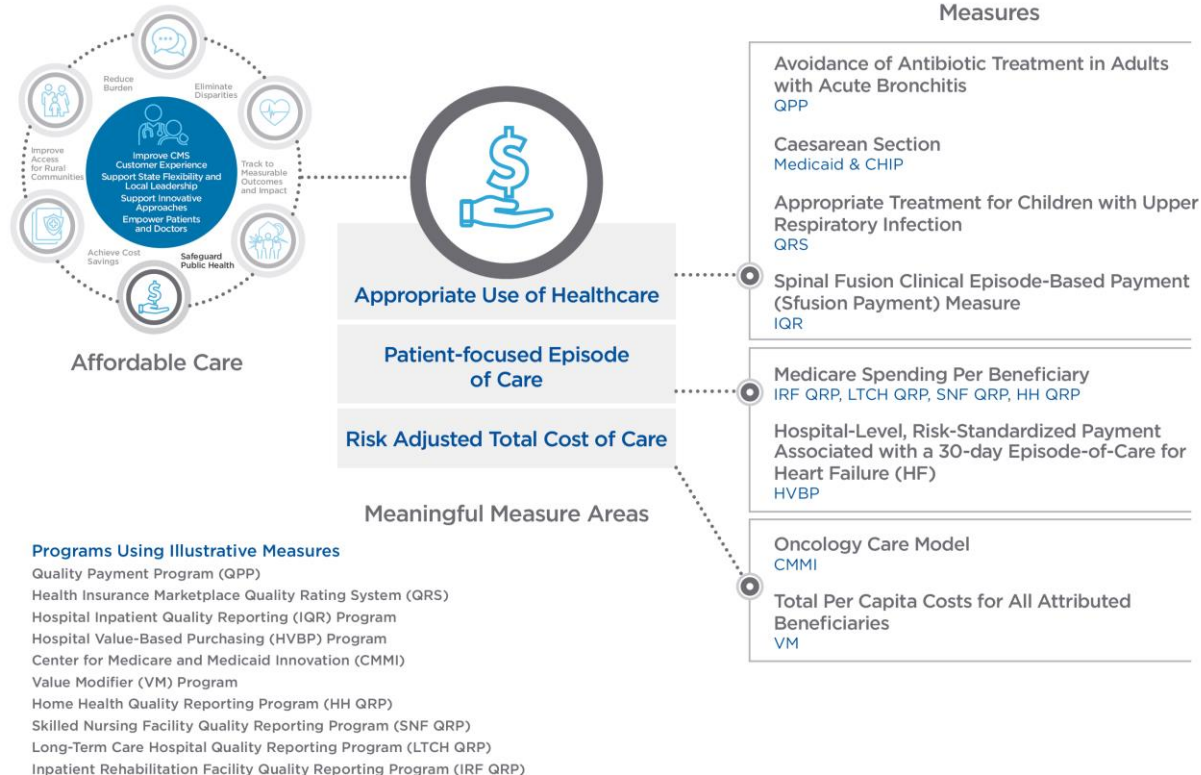 Reduce
Burden
Eliminate
Disparities
Improve
Access
for Rural
Communities
Improve CMS
Customer Experience
Support State Flexibility and
Local Leadership
Support Innovative
Approaches
Empower Patients
and Doctors
Track to
Measurable
Outcomes
and Impact
Achieve Cost
Savings
Safeguard
Public Health
$
Affordable Care
$
Appropriate Use of Healthcare
Patient-focused Episode
of Care
Risk Adjusted Total Cost of Care
Meaningful Measure Areas
Measures
Avoidance of Antibiotic Treatment in Adults
with Acute Bronchitis
QPP
Caesarean Section
Medicaid & CHIP
Appropriate Treatment for Children with Upper
Respiratory Infection
QRS
Spinal Fusion Clinical Episode-Based Payment
(Sfusion Payment) Measure
IQR
Medicare Spending Per Beneficiary
IRF QRP, LTCH QRP, SNF QRP, HH QRP
Hospital-Level, Risk-Standardized Payment
Associated with a 30-day Episode-of-Care for
Heart Failure (HF)
HVBP
Oncology Care Model
CMMI
Total Per Capita Costs for All Attributed
Beneficiaries
VM
Programs Using Illustrative Measures
Quality Payment Program (QPP)
Health Insurance Marketplace Quality Rating System (QRS)
Hospital Inpatient Quality Reporting (IQR) Program
Hospital Value-Based Purchasing (HVBP) Program
Center for Medicare and Medicaid Innovation (CMMI)
Value Modifier (VM) Program
Home Health Quality Reporting Program (HH QRP)
Skilled Nursing Facility Quality Reporting Program (SNF QRP)
Long-Term Care Hospital Quality Reporting Program (LTCH QRP)
Inpatient Rehabilitation Facility Quality Reporting Program (IRF QRP)